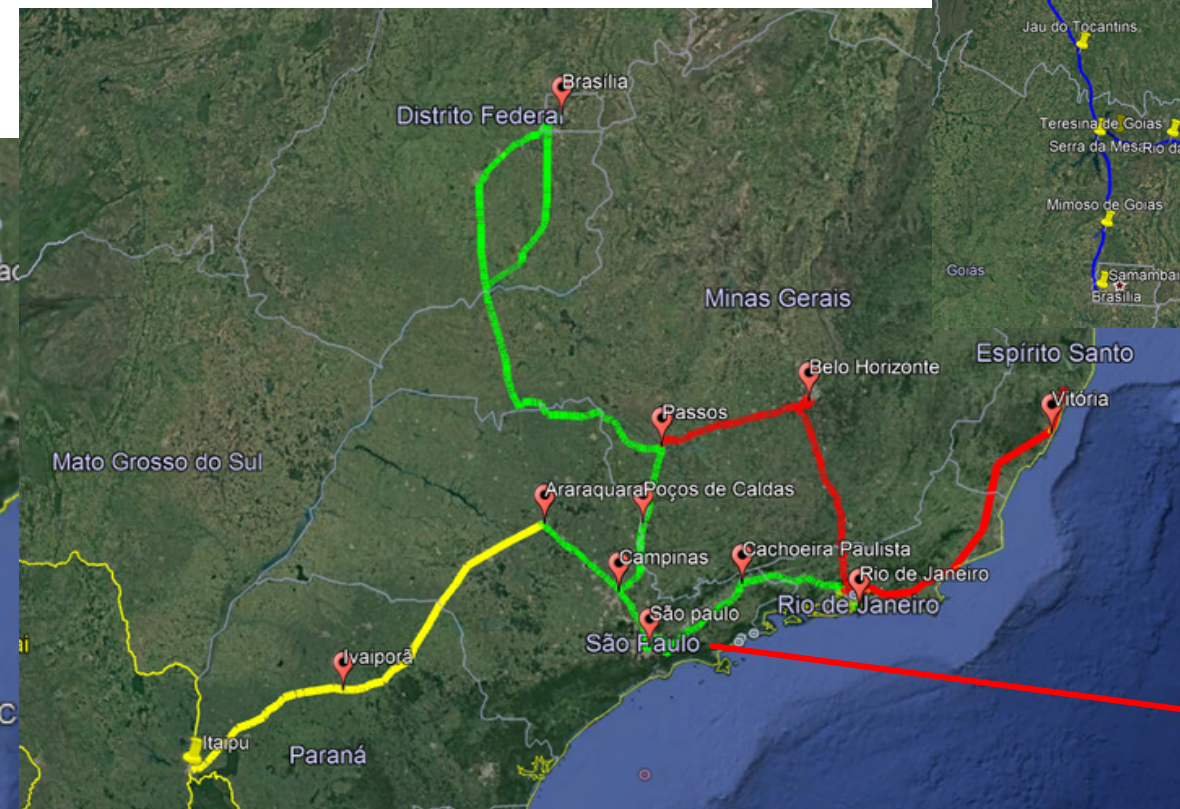 Jau do Tocantins
Brasília
Distrito Federal
Teresina de Goias
Serra da Mesa
Mimoso de Goias
Goias
Brasília
Minas Gerais
Espírito Santo
Belo Horizonte
Vitória
Passos
Mato Grosso do Sul
Araraquara
Poços de Caldas
Campinas
Cachoeira Paulista
Rio de Janeiro
Rio de Janeiro
São paulo
São Paulo
Ivaiporã
Itaipu
Paraná